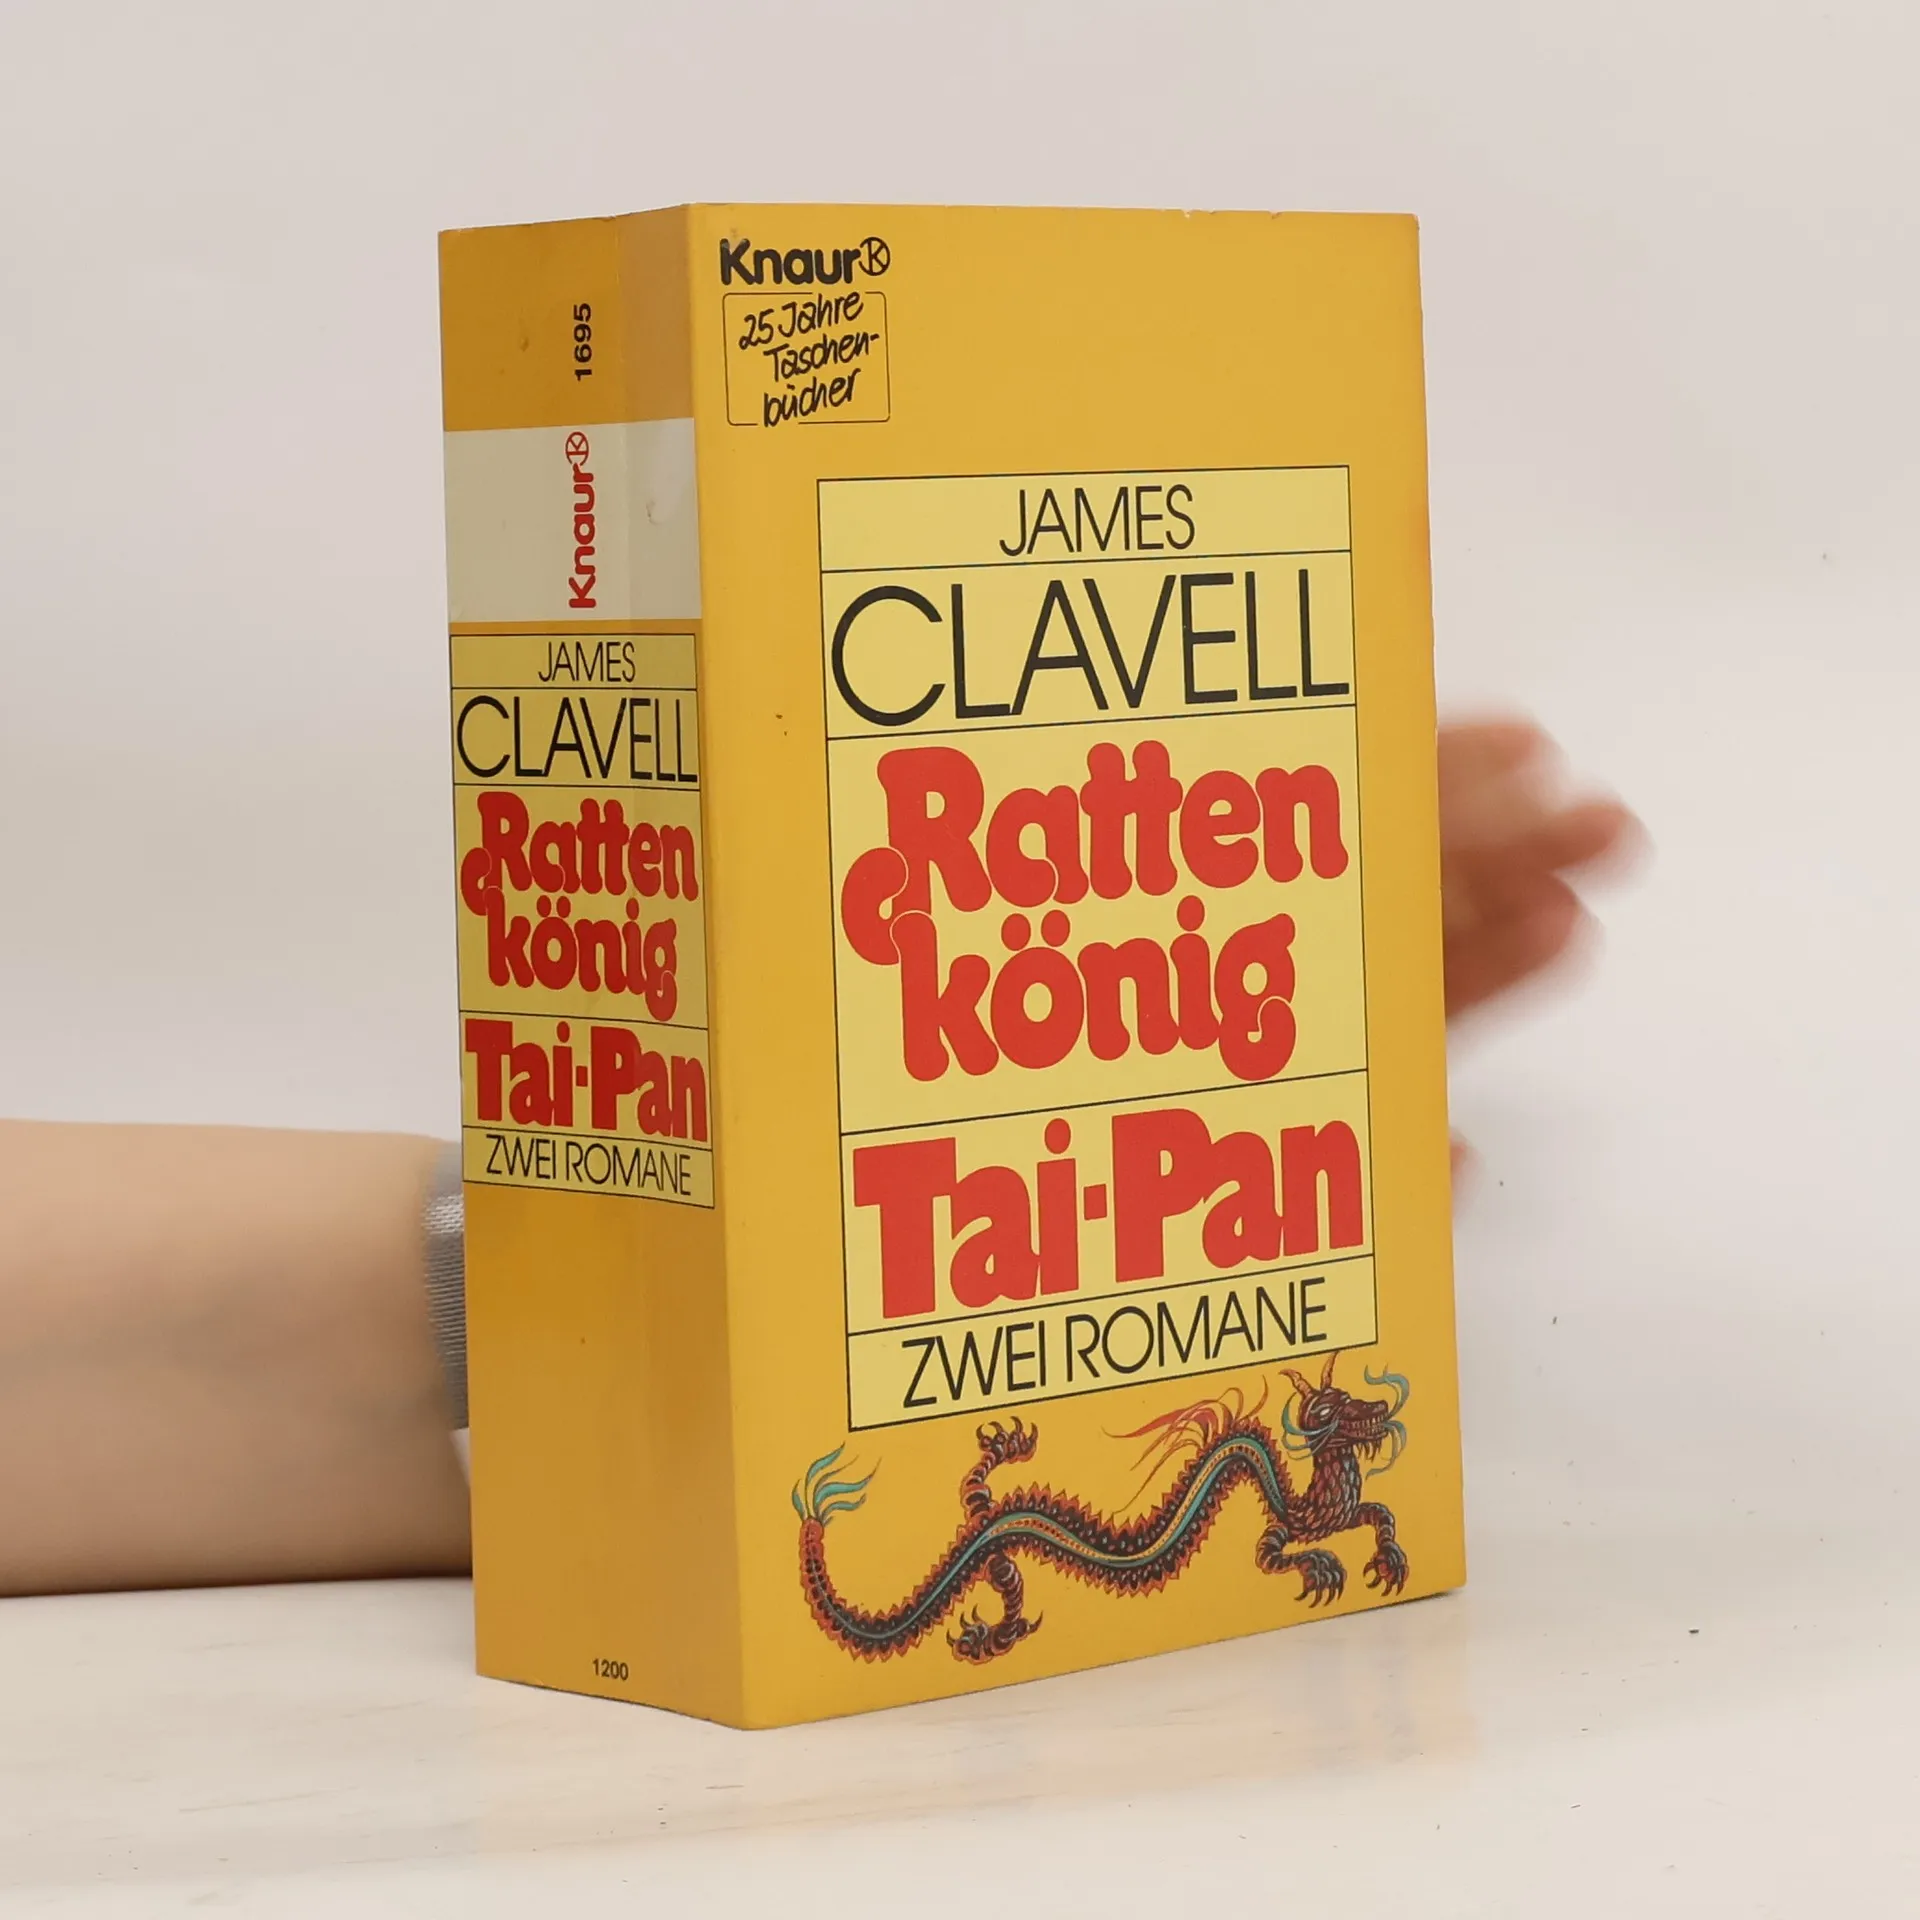 1695
Knaur
JAMES
CLAVELL
Ratten
könig
Tai-Pan
ZWEI ROMANE
1200
Knaur
25 Jahre
Taschen-
bücher
JAMES
CLAVELL
Ratten
könig
Tai-Pan
ZWEI ROMANE